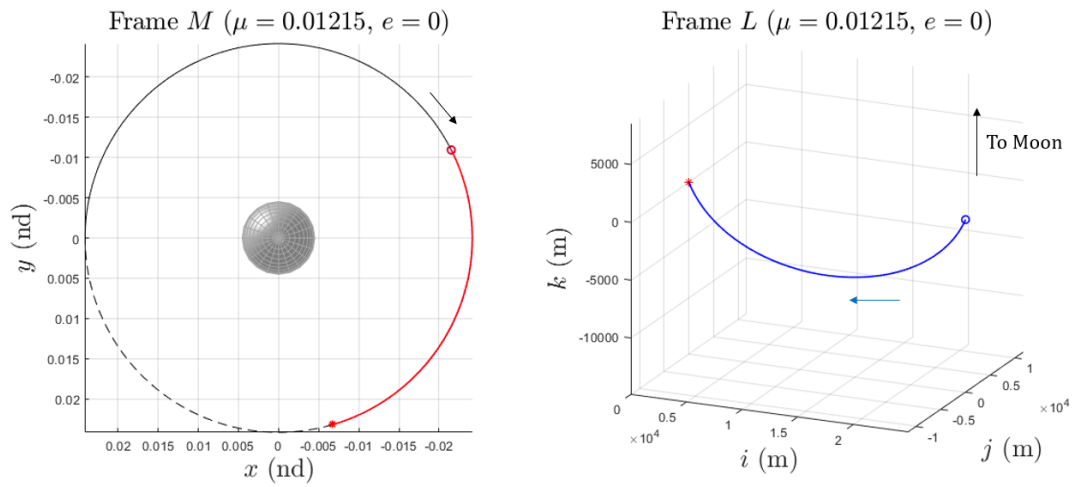 Frame M (μ = 0.01215, e = 0)
-0.02
-0.015
-0.01
-0.005
0
0.005
0.01
0.015
0.02
y (nd)
0.02 0.015 0.01 0.005 0 -0.005 -0.01 -0.015 -0.02
x (nd)
Frame L (μ = 0.01215, e = 0)
To Moon
5000
0
-5000
-10000
k (m)
0 0.5 1 1.5 2
×10⁴
i (m)
-1 -0.5 0 0.5 1
×10⁴
j (m)